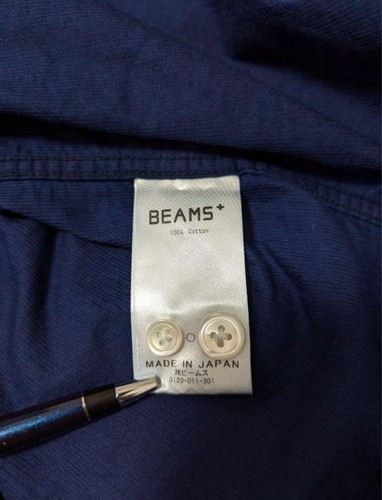 BEAMS+
100% Cotton
MADE IN JAPAN
㈱ビームス
0120-011-301